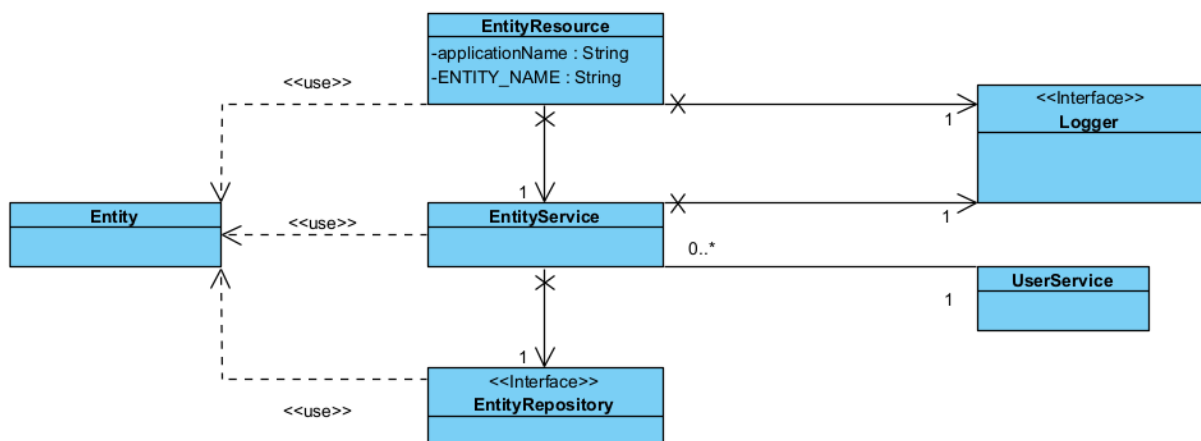 EntityResource
-applicationName : String
-ENTITY_NAME : String
<<use>>
<<Interface>>
Logger
1
1
Entity
<<use>>
EntityService
1
0..*
UserService
1
1
<<Interface>>
EntityRepository
<<use>>